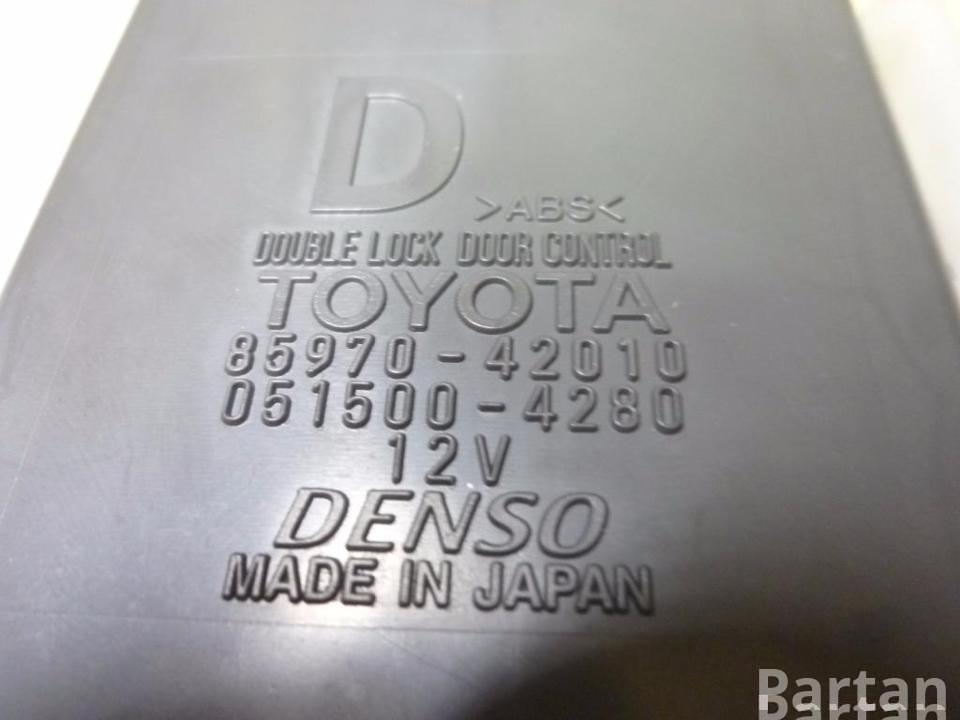 D
>ABS<
DOUBLE LOCK DOOR CONTROL
TOYOTA
85970-42010
051500-4280
12V
DENSO
MADE IN JAPAN
Bartan